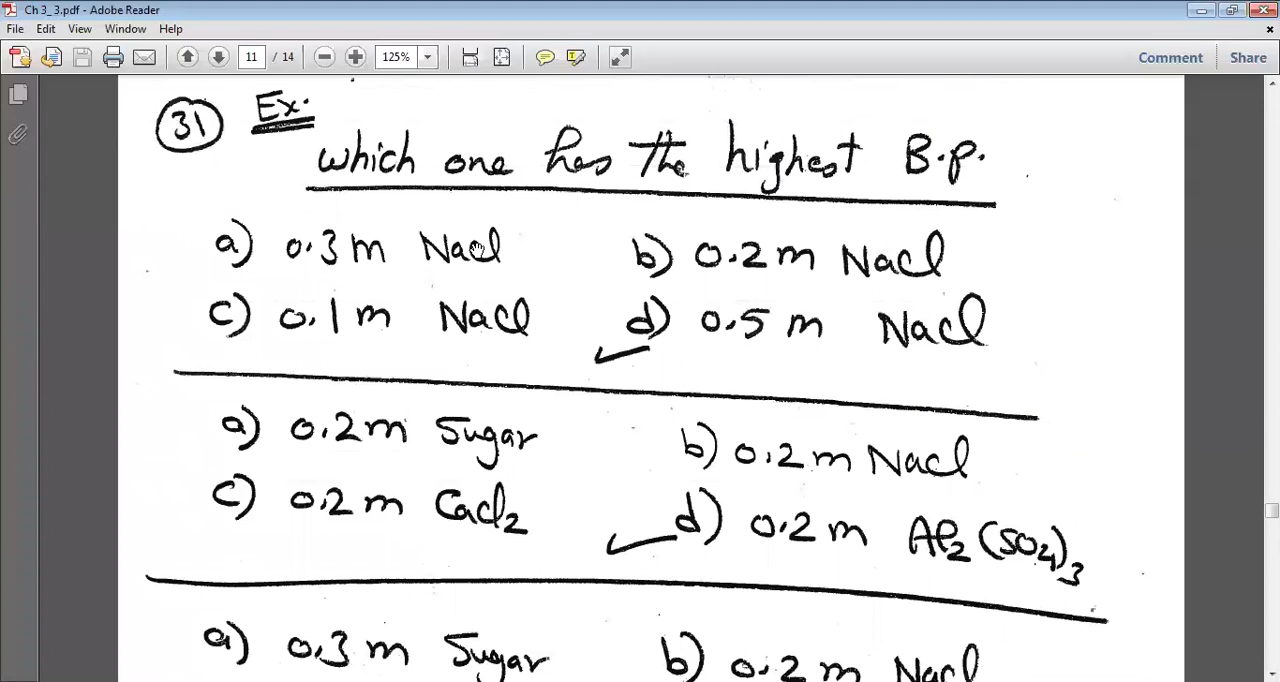 Ch 3_3.pdf - Adobe Reader
File Edit View Window Help
11 / 14 125% Comment Share
31 Ex.
which one has the highest B.p.
a) 0.3 m NaCl b) 0.2 m NaCl
c) 0.1 m NaCl d) 0.5 m NaCl
a) 0.2 m Sugar b) 0.2 m NaCl
c) 0.2 m CaCl2 d) 0.2 m Al2 (SO4)3
a) 0.3 m Sugar b) 0.2 m NaCl